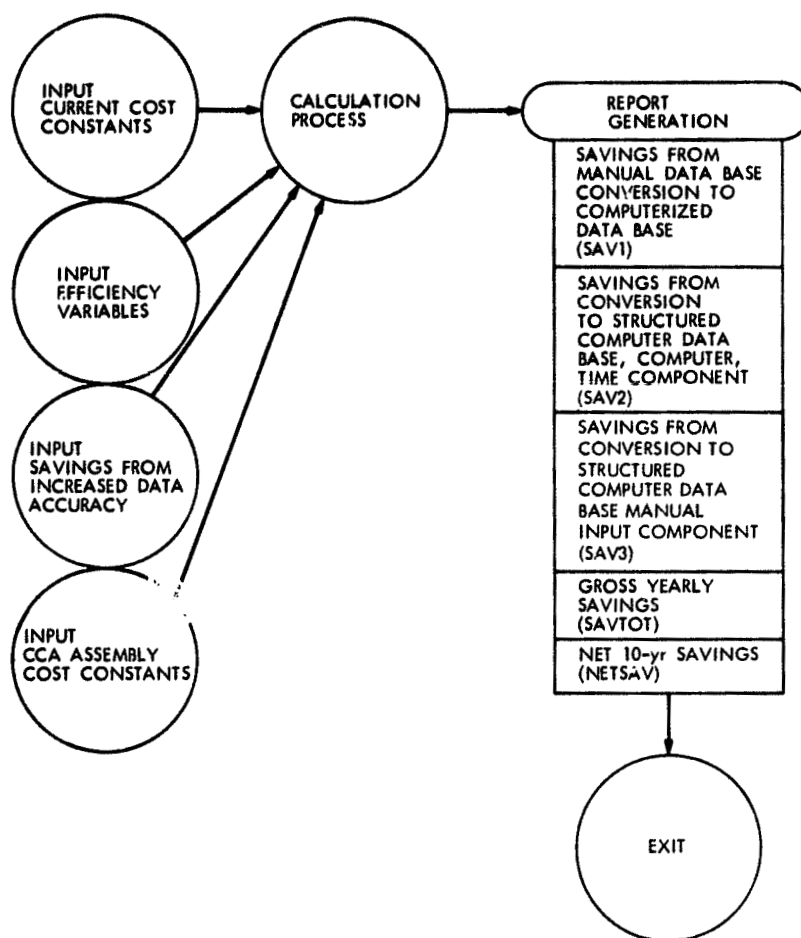 INPUT
CURRENT COST
CONSTANTS
CALCULATION
PROCESS
REPORT
GENERATION
INPUT
EFFICIENCY
VARIABLES
INPUT
SAVINGS FROM
INCREASED DATA
ACCURACY
INPUT
CCA ASSEMBLY
COST CONSTANTS
SAVINGS FROM
MANUAL DATA BASE
CONVERSION TO
COMPUTERIZED
DATA BASE
(SAV1)
SAVINGS FROM
CONVERSION
TO STRUCTURED
COMPUTER DATA
BASE, COMPUTER,
TIME COMPONENT
(SAV2)
SAVINGS FROM
CONVERSION TO
STRUCTURED
COMPUTER DATA
BASE MANUAL
INPUT COMPONENT
(SAV3)
GROSS YEARLY
SAVINGS
(SAVTOT)
NET 10-yr SAVINGS
(NETSAV)
EXIT